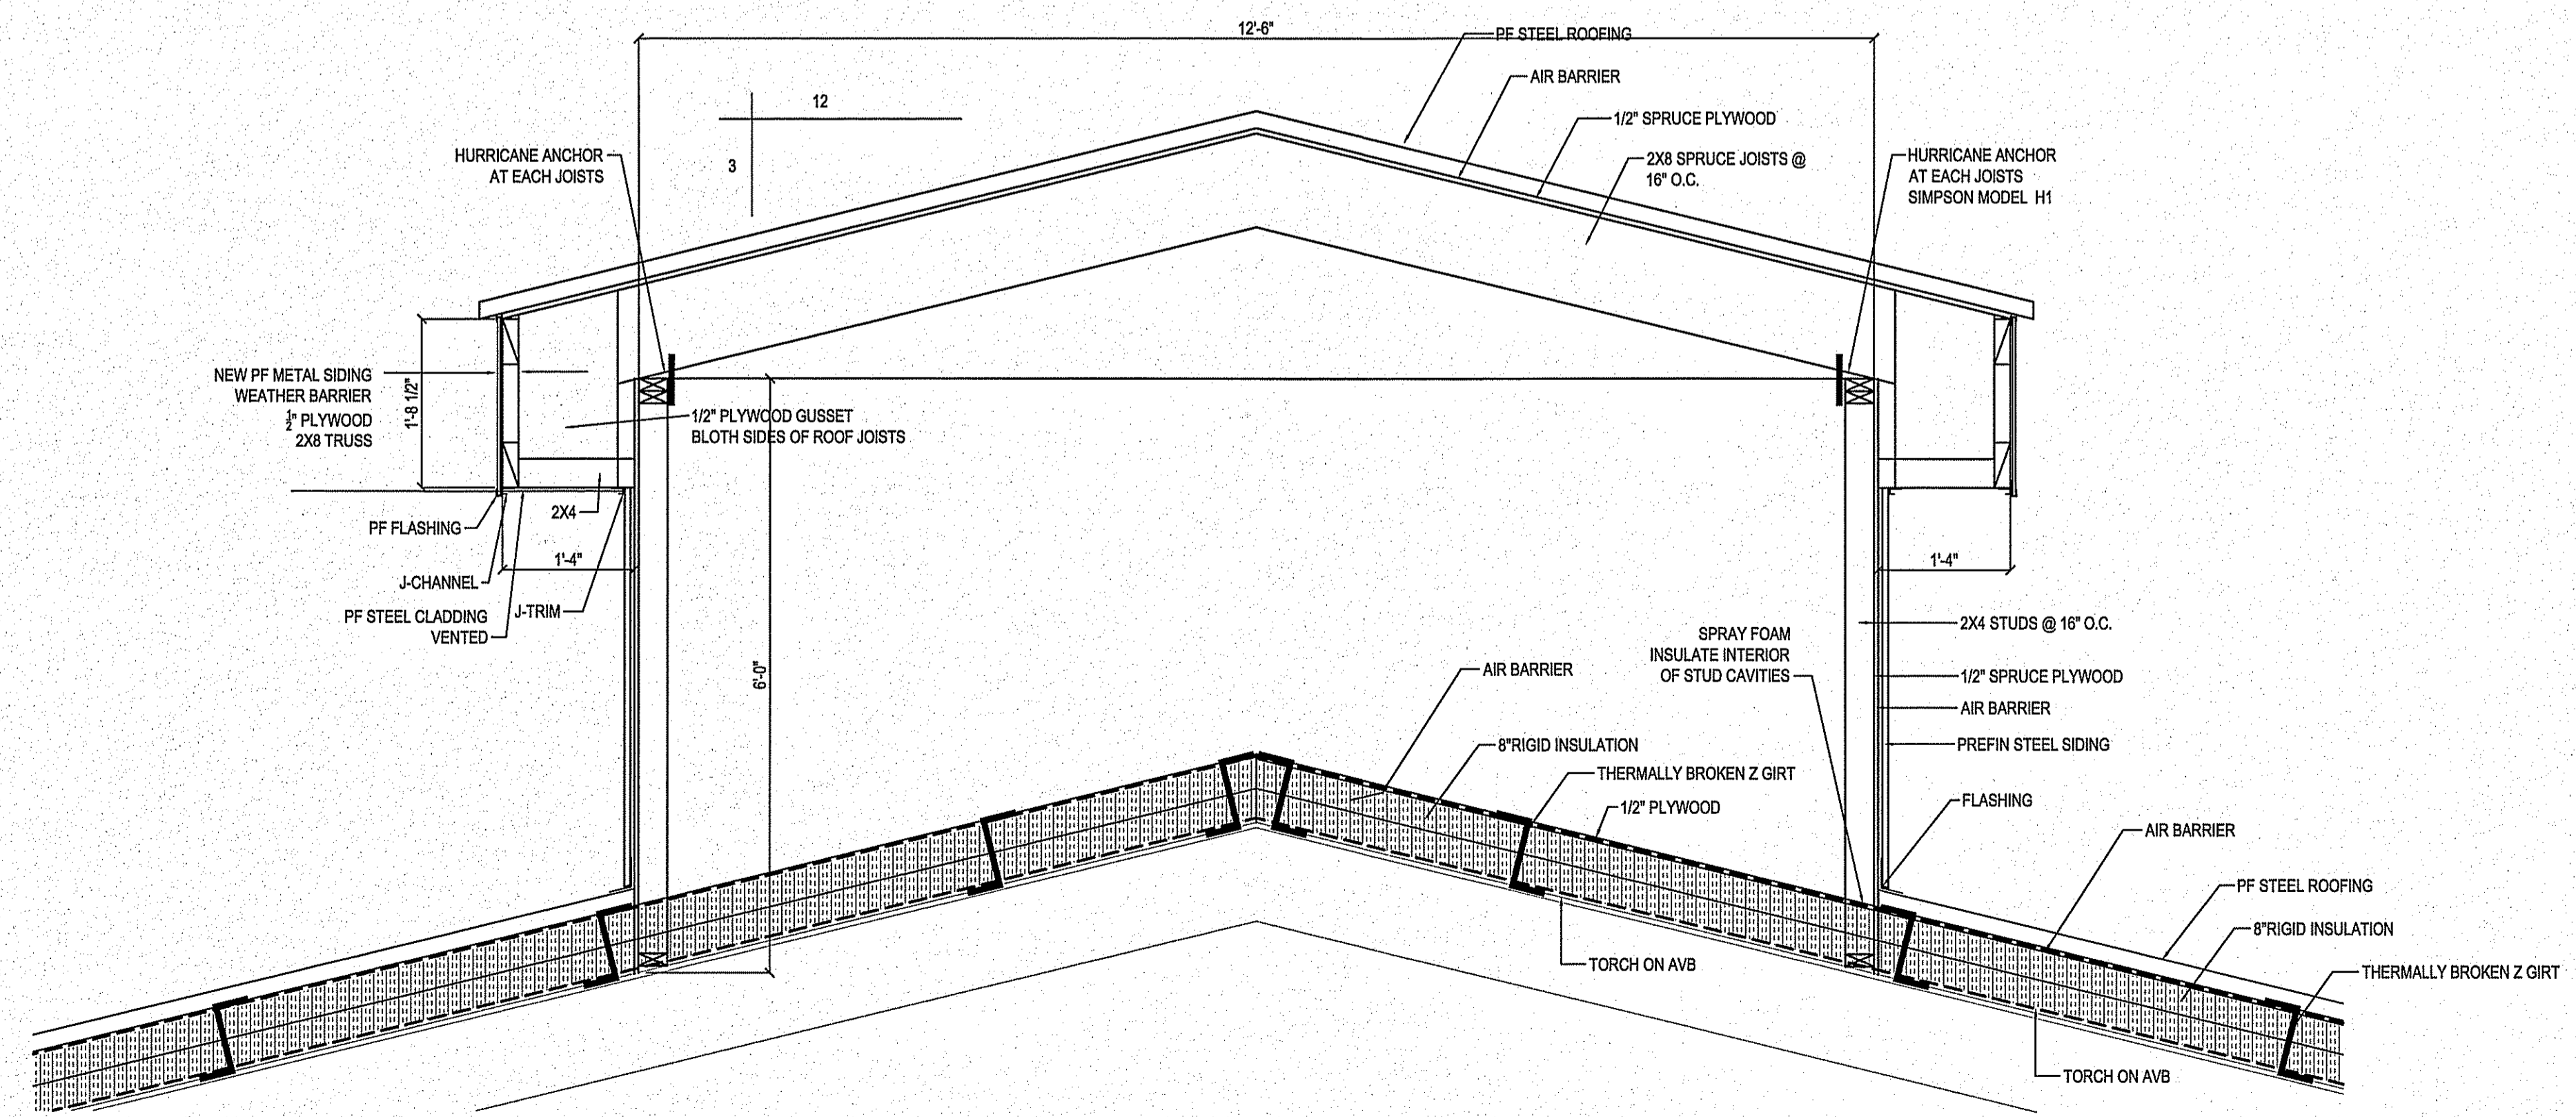 12'-6"
PF STEEL ROOFING
AIR BARRIER
12
1/2" SPRUCE PLYWOOD
3
HURRICANE ANCHOR
AT EACH JOISTS
2X8 SPRUCE JOISTS @
16" O.C.
HURRICANE ANCHOR
AT EACH JOISTS
SIMPSON MODEL H1
NEW PF METAL SIDING
WEATHER BARRIER
½" PLYWOOD
2X8 TRUSS
1'-8 1/2"
1/2" PLYWOOD GUSSET
BLOTH SIDES OF ROOF JOISTS
2X4
PF FLASHING
1'-4"
J-CHANNEL
J-TRIM
PF STEEL CLADDING
VENTED
6'-0"
1'-4"
2X4 STUDS @ 16" O.C.
SPRAY FOAM
INSULATE INTERIOR
OF STUD CAVITIES
AIR BARRIER
1/2" SPRUCE PLYWOOD
AIR BARRIER
8"RIGID INSULATION
PREFIN STEEL SIDING
THERMALLY BROKEN Z GIRT
1/2" PLYWOOD
FLASHING
AIR BARRIER
PF STEEL ROOFING
8"RIGID INSULATION
TORCH ON AVB
THERMALLY BROKEN Z GIRT
TORCH ON AVB